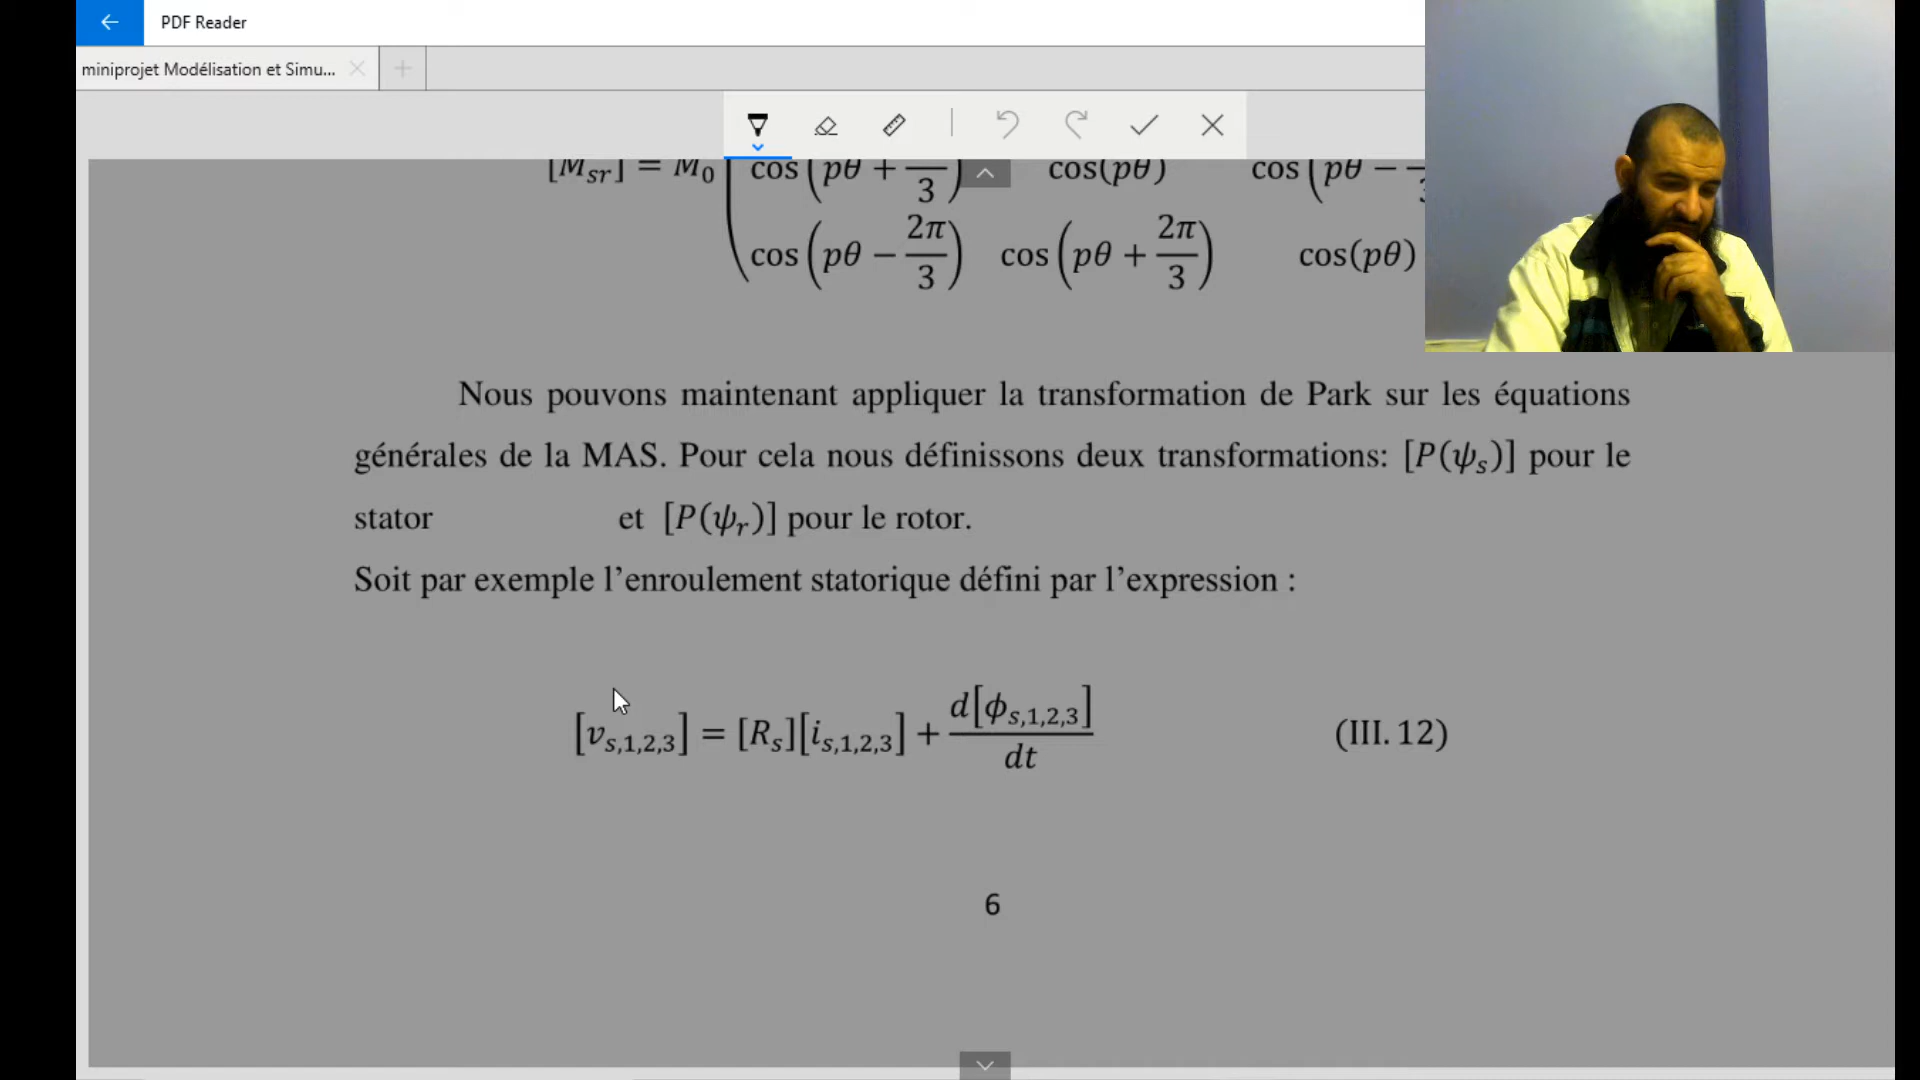 PDF Reader
miniprojet Modélisation et Simu...
[M_sr] = M_0 ( cos(pθ + —/3) cos(pθ) cos(pθ −
cos(pθ − 2π/3) cos(pθ + 2π/3) cos(pθ)
Nous pouvons maintenant appliquer la transformation de Park sur les équations
générales de la MAS. Pour cela nous définissons deux transformations: [P(ψ_s)] pour le
stator et [P(ψ_r)] pour le rotor.
Soit par exemple l’enroulement statorique défini par l’expression :
[v_s,1,2,3] = [R_s][i_s,1,2,3] + d[ϕ_s,1,2,3]/dt (III. 12)
6